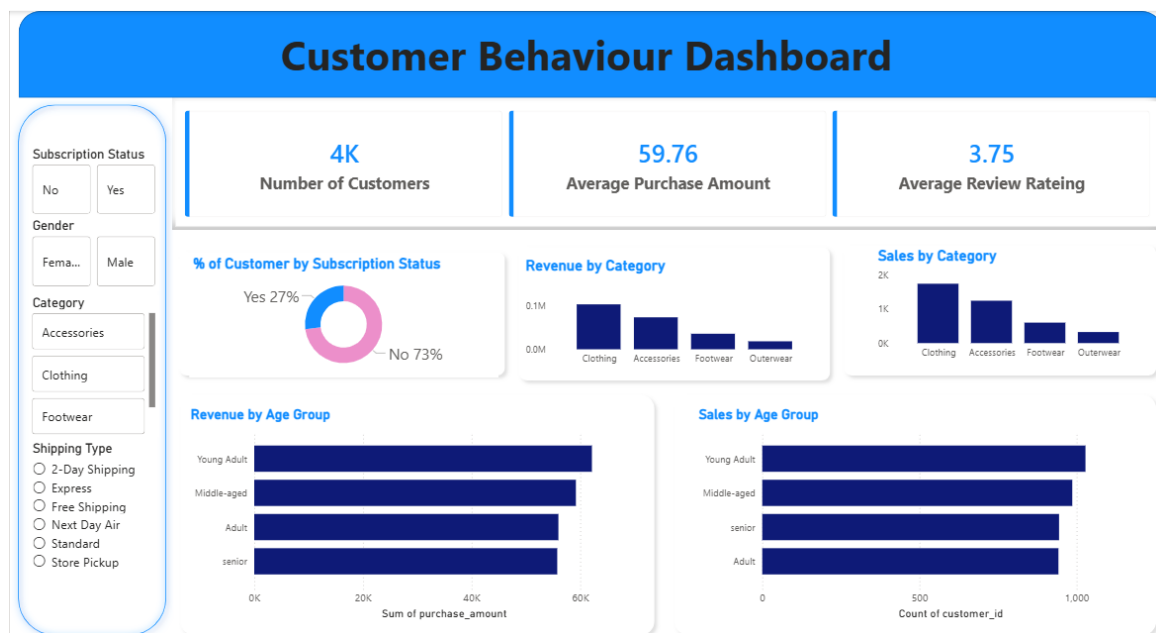 Customer Behaviour Dashboard
Subscription Status
No
Yes
Gender
Fema...
Male
Category
Accessories
Clothing
Footwear
Shipping Type
2-Day Shipping
Express
Free Shipping
Next Day Air
Standard
Store Pickup
4K
Number of Customers
59.76
Average Purchase Amount
3.75
Average Review Rateing
% of Customer by Subscription Status
Yes 27%
No 73%
Revenue by Category
0.1M
0.0M
Clothing Accessories Footwear Outerwear
Sales by Category
2K
1K
0K
Clothing Accessories Footwear Outerwear
Revenue by Age Group
Young Adult
Middle-aged
Adult
senior
0K 20K 40K 60K
Sum of purchase_amount
Sales by Age Group
Young Adult
Middle-aged
senior
Adult
0 500 1,000
Count of customer_id